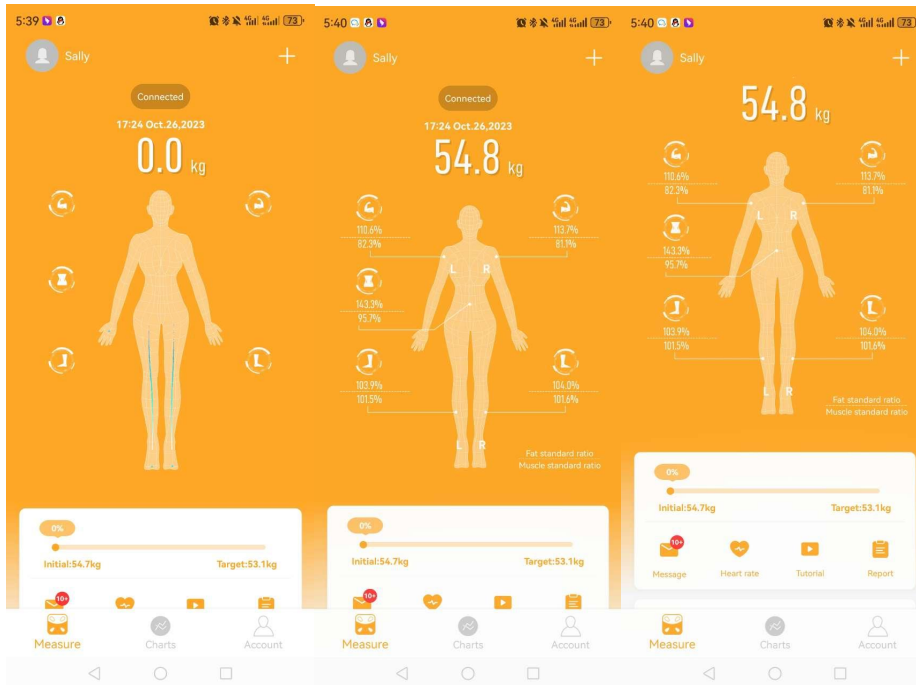 5:39
4G 4G 73
Sally
Connected
17:24 Oct.26,2023
0.0 kg
0%
Initial:54.7kg
Target:53.1kg
10+
Measure
Charts
Account
5:40
4G 4G 73
Sally
Connected
17:24 Oct.26,2023
54.8 kg
110.6%
82.3%
113.7%
81.1%
L R
143.3%
95.7%
103.9%
101.5%
104.0%
101.6%
L R
Fat standard ratio
Muscle standard ratio
0%
Initial:54.7kg
Target:53.1kg
10+
Measure
Charts
Account
5:40
4G 4G 73
Sally
54.8 kg
110.6%
82.3%
113.7%
81.1%
L R
143.3%
95.7%
103.9%
101.5%
104.0%
101.6%
L R
Fat standard ratio
Muscle standard ratio
0%
Initial:54.7kg
Target:53.1kg
10+
Message
Heart rate
Tutorial
Report
Measure
Charts
Account